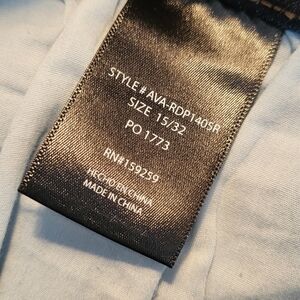 STYLE # AVA-RDP1405R
SIZE 15/32
PO 1773
RN#159259
HECHO EN CHINA
MADE IN CHINA